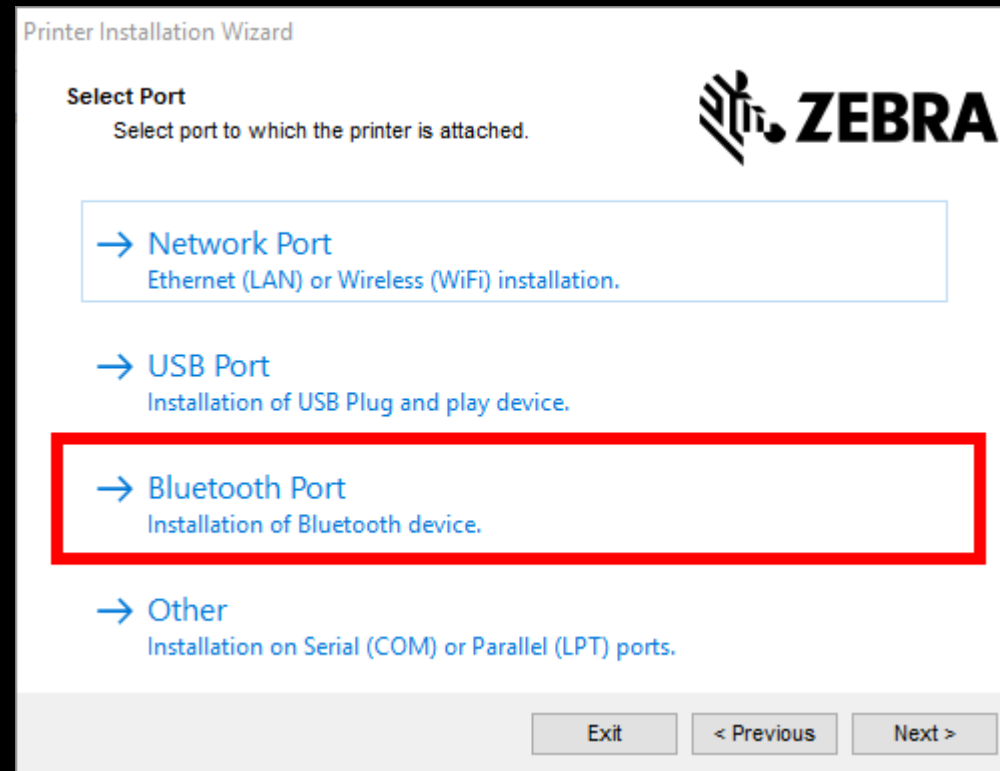 Printer Installation Wizard
Select Port
Select port to which the printer is attached.
ZEBRA
→ Network Port
Ethernet (LAN) or Wireless (WiFi) installation.
→ USB Port
Installation of USB Plug and play device.
→ Bluetooth Port
Installation of Bluetooth device.
→ Other
Installation on Serial (COM) or Parallel (LPT) ports.
Exit < Previous Next >